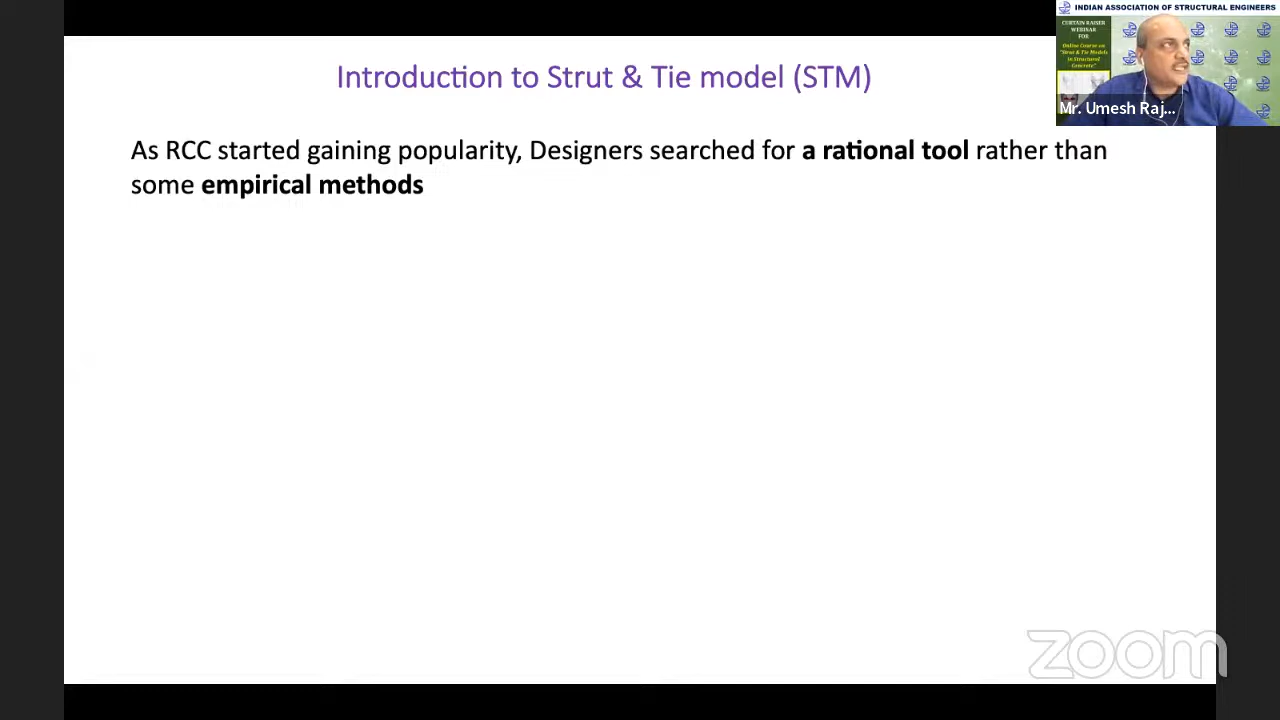 INDIAN ASSOCIATION OF STRUCTURAL ENGINEERS
CURTAIN RAISER
WEBINAR
FOR
Online Course on
"Strut & Tie Models
in Structural
Concrete"
Mr. Umesh Raj...
Introduction to Strut & Tie model (STM)
As RCC started gaining popularity, Designers searched for a rational tool rather than
some empirical methods
zoom